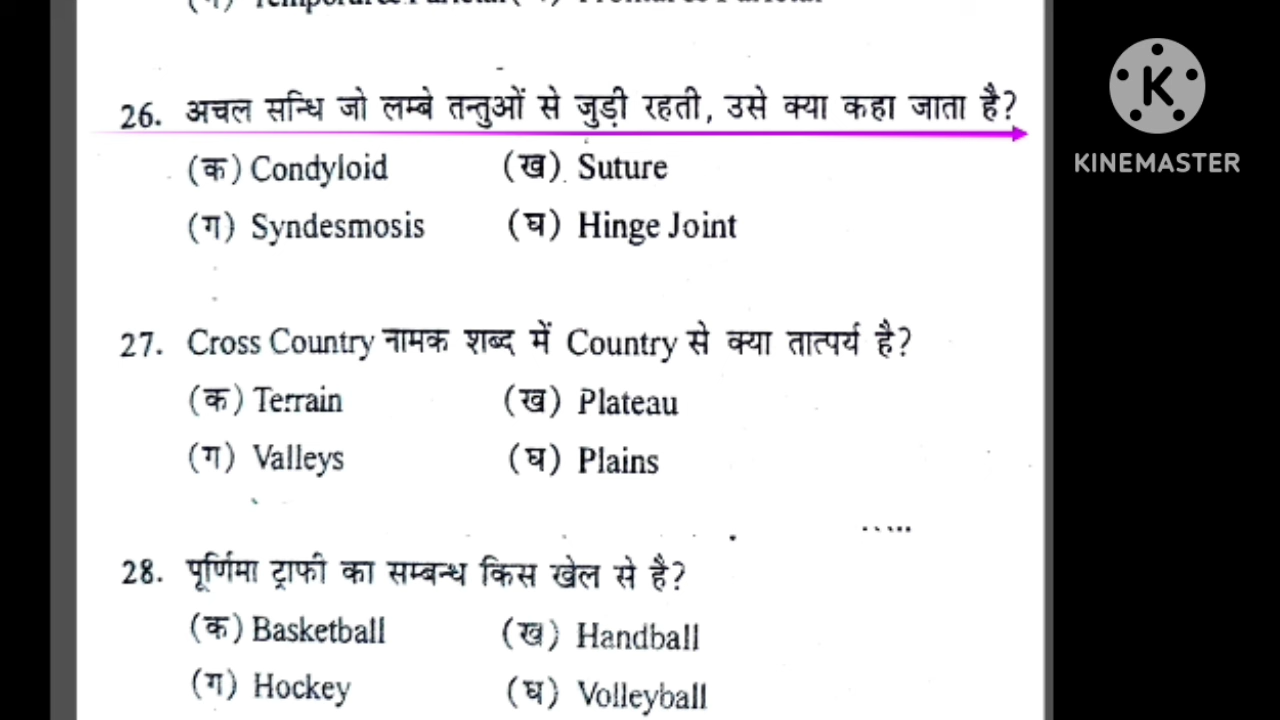 26. अचल सन्धि जो लम्बे तन्तुओं से जुड़ी रहती, उसे क्या कहा जाता है?
(क) Condyloid (ख) Suture
(ग) Syndesmosis (घ) Hinge Joint
27. Cross Country नामक शब्द में Country से क्या तात्पर्य है?
(क) Terrain (ख) Plateau
(ग) Valleys (घ) Plains
28. पूर्णिमा ट्राफी का सम्बन्ध किस खेल से है?
(क) Basketball (ख) Handball
(ग) Hockey (घ) Volleyball
K
KINEMASTER